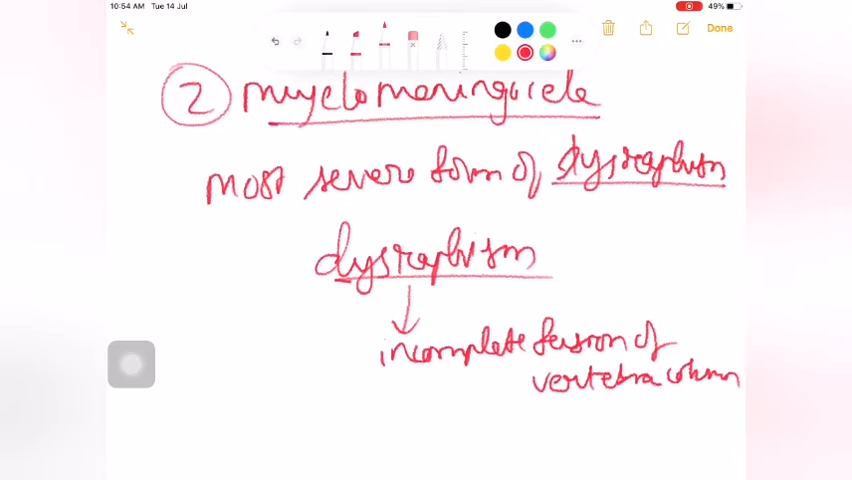 10:54 AM Tue 14 Jul
49%
Done
2 myelomeningocele
most severe form of dysraphism
dysraphism
incomplete fusion of
vertebra column